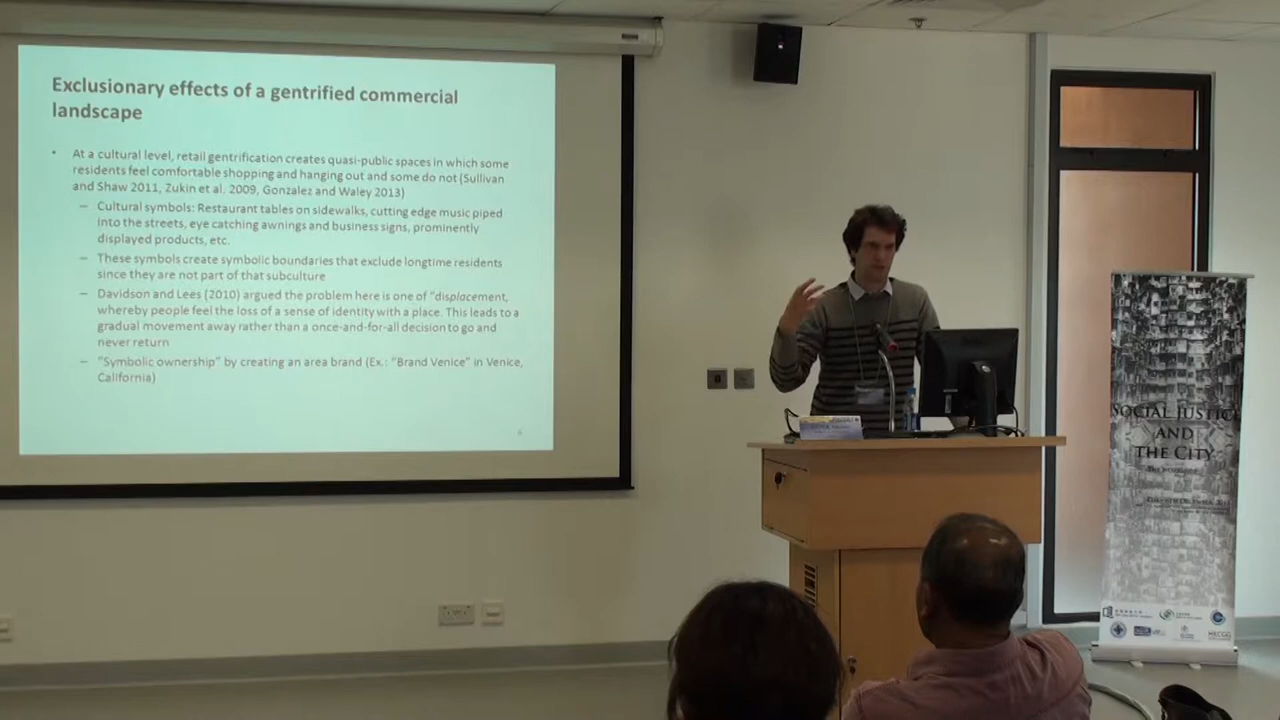 Exclusionary effects of a gentrified commercial
landscape
• At a cultural level, retail gentrification creates quasi-public spaces in which some
residents feel comfortable shopping and hanging out and some do not (Sullivan
and Shaw 2011, Zukin et al. 2009, Gonzalez and Waley 2013)
– Cultural symbols: Restaurant tables on sidewalks, cutting edge music piped
into the streets, eye catching awnings and business signs, prominently
displayed products, etc.
– These symbols create symbolic boundaries that exclude longtime residents
since they are not part of that subculture
– Davidson and Lees (2010) argued the problem here is one of "displacement,
whereby people feel the loss of a sense of identity with a place. This leads to a
gradual movement away rather than a once-and-for-all decision to go and
never return
– "Symbolic ownership" by creating an area brand (Ex.: "Brand Venice" in Venice,
California)
SOCIAL JUSTICE
AND
THE CITY